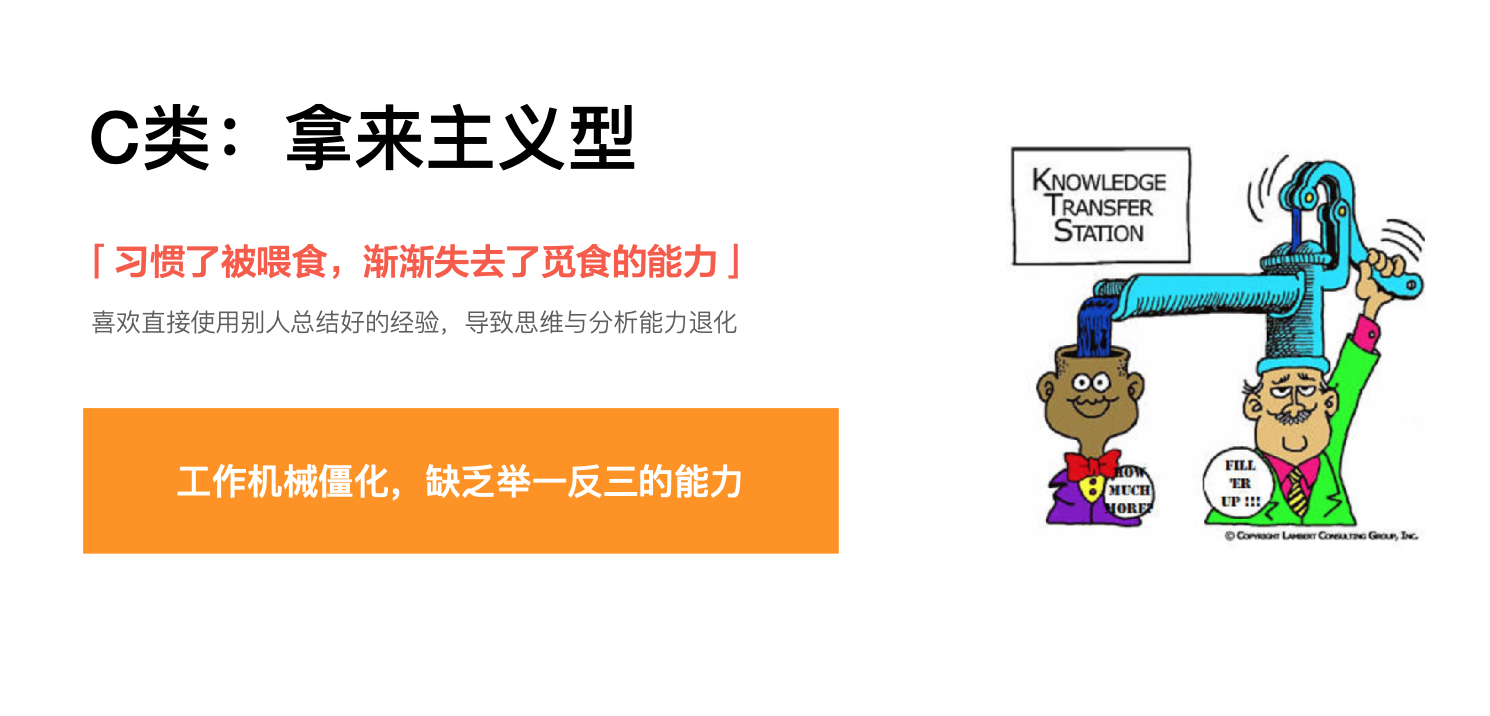 C类：拿来主义型
「习惯了被喂食，渐渐失去了觅食的能力」
喜欢直接使用别人总结好的经验，导致思维与分析能力退化
工作机械僵化，缺乏举一反三的能力
KNOWLEDGE
TRANSFER
STATION
HOW
MUCH
MORE?
FILL
'ER
UP !!!
© COPYRIGHT LAMBERT CONSULTING GROUP, INC.